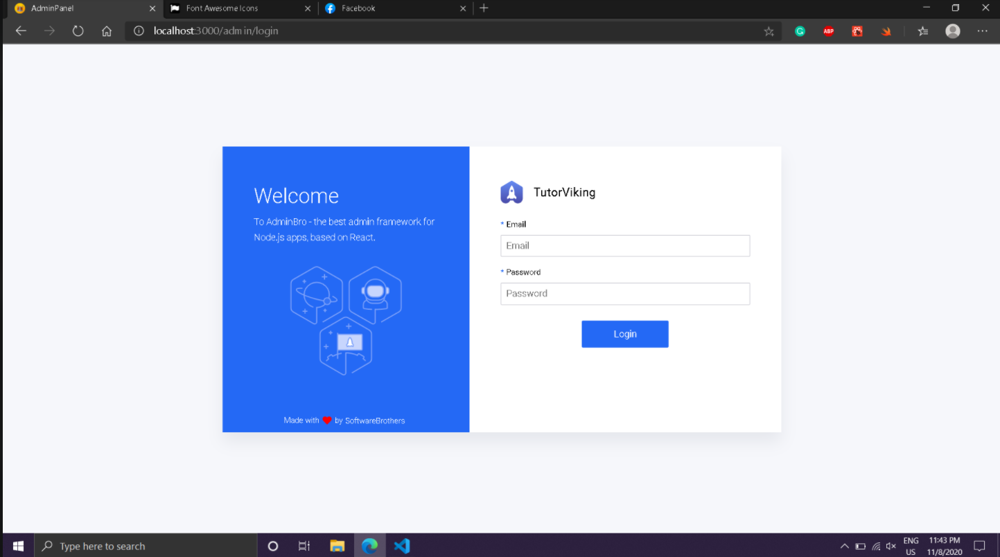 AdminPanel
Font Awesome Icons
Facebook
localhost:3000/admin/login
ABP
Welcome
To AdminBro - the best admin framework for
Node.js apps, based on React.
Made with ❤ by SoftwareBrothers
TutorViking
* Email
Email
* Password
Password
Login
Type here to search
ENG
US
11:43 PM
11/8/2020